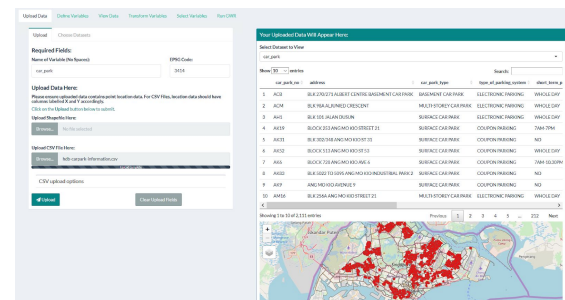 Upload Data Define Variables View Data Transform Variables Select Variables Run GWR
Upload Choose Datasets
Required Fields:
Name of Variable (No Spaces): EPSG Code:
car_park 3414
Upload Data Here:
Please ensure uploaded data contains point location data. For CSV files, location data should have
columns labelled X and Y accordingly.
Click on the Upload button below to submit.
Upload Shapefile Here:
Browse... No file selected
Upload CSV File Here:
Browse... hdb-carpark-information.csv
CSV upload options
Upload Clear Upload Fields
Your Uploaded Data Will Appear Here:
Select Dataset to View
car_park
Show 10 entries Search:
car_park_no address car_park_type type_of_parking_system short_term_p
1 ACB BLK 270/271 ALBERT CENTRE BASEMENT CAR PARK BASEMENT CAR PARK ELECTRONIC PARKING WHOLE DAY
2 ACM BLK 98A ALJUNIED CRESCENT MULTI-STOREY CAR PARK ELECTRONIC PARKING WHOLE DAY
3 AH1 BLK 101 JALAN DUSUN SURFACE CAR PARK ELECTRONIC PARKING WHOLE DAY
4 AK19 BLOCK 253 ANG MO KIO STREET 21 SURFACE CAR PARK COUPON PARKING 7AM-7PM
5 AK31 BLK 302/348 ANG MO KIO ST 31 SURFACE CAR PARK COUPON PARKING NO
6 AK52 BLOCK 513 ANG MO KIO ST 53 SURFACE CAR PARK COUPON PARKING WHOLE DAY
7 AK6 BLOCK 728 ANG MO KIO AVE 6 SURFACE CAR PARK COUPON PARKING 7AM-10.30PM
8 AK83 BLK 5023 TO 5095 ANG MO KIO INDUSTRIAL PARK 2 SURFACE CAR PARK COUPON PARKING NO
9 AK9 ANG MO KIO AVENUE 9 SURFACE CAR PARK COUPON PARKING NO
10 AM16 BLK 256A ANG MO KIO STREET 21 MULTI-STOREY CAR PARK ELECTRONIC PARKING WHOLE DAY
Showing 1 to 10 of 2,111 entries Previous 1 2 3 4 5 ... 212 Next
Iskandar Puteri